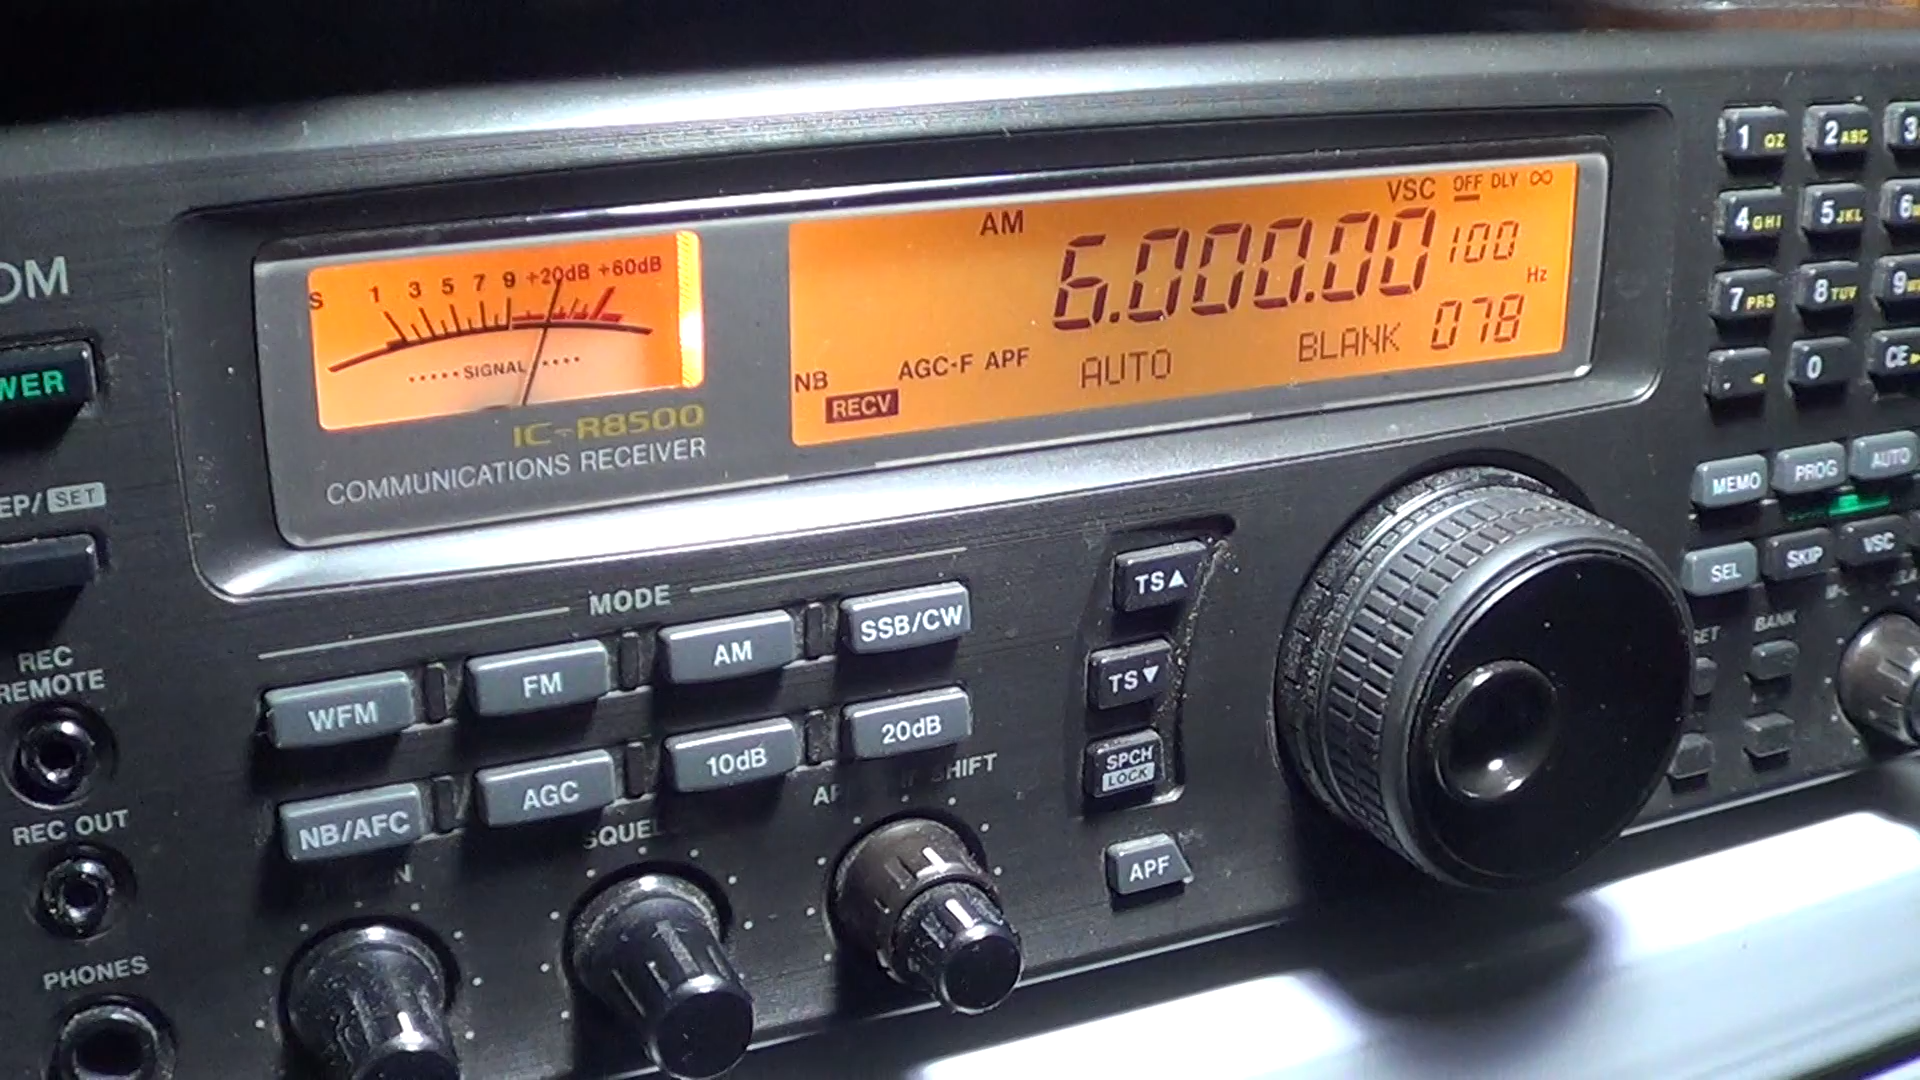 VSC OFF DLY ∞
AM 6.000.00 100 Hz
NB AGC-F APF AUTO BLANK 078
RECV
S 1 3 5 7 9 +20dB +60dB
SIGNAL
IC-R8500
COMMUNICATIONS RECEIVER
SET
MODE
WFM FM AM SSB/CW
NB/AFC AGC 10dB 20dB
SHIFT
REC
REMOTE
REC OUT
PHONES
TS▲
TS▼
SPCH
LOCK
APF
1 QZ 2 ABC 3
4 GHI 5 JKL 6
7 PRS 8 TUV 9
. ◄ 0 CE
MEMO PROG AUTO
SEL SKIP VSC
BANK